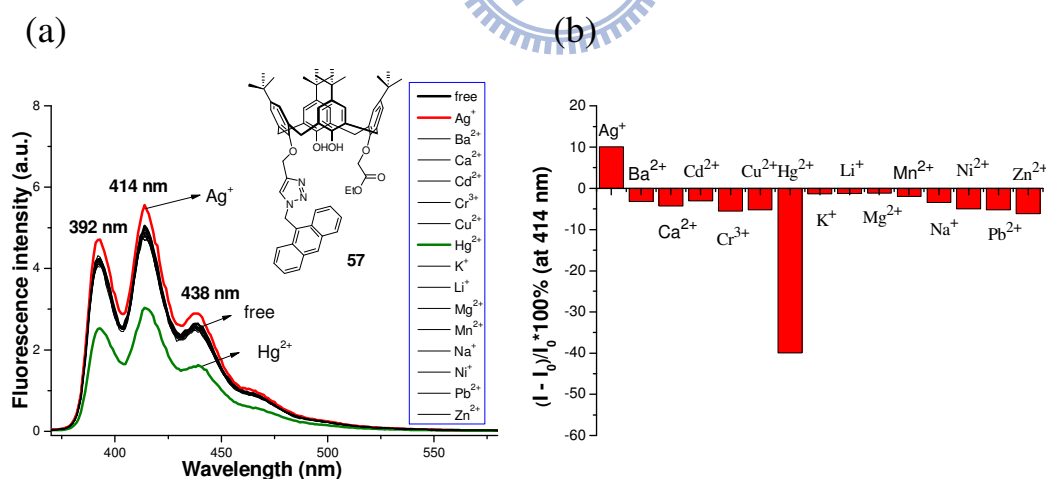 (a)
(b)
Fluorescence intensity (a.u.)
8
6
4
2
0
400
450
500
550
Wavelength (nm)
392 nm
414 nm
438 nm
Ag⁺
free
Hg²⁺
OHOH
O
O
O
EtO
O
N
N
N
57
free
Ag⁺
Ba²⁺
Ca²⁺
Cd²⁺
Cr³⁺
Cu²⁺
Hg²⁺
K⁺
Li⁺
Mg²⁺
Mn²⁺
Na⁺
Ni⁺
Pb²⁺
Zn²⁺
(I - I₀)/I₀*100% (at 414 nm)
20
10
0
-10
-20
-30
-40
-50
-60
Ag⁺
Ba²⁺
Ca²⁺
Cd²⁺
Cr³⁺
Cu²⁺
Hg²⁺
K⁺
Li⁺
Mg²⁺
Mn²⁺
Na⁺
Ni²⁺
Pb²⁺
Zn²⁺